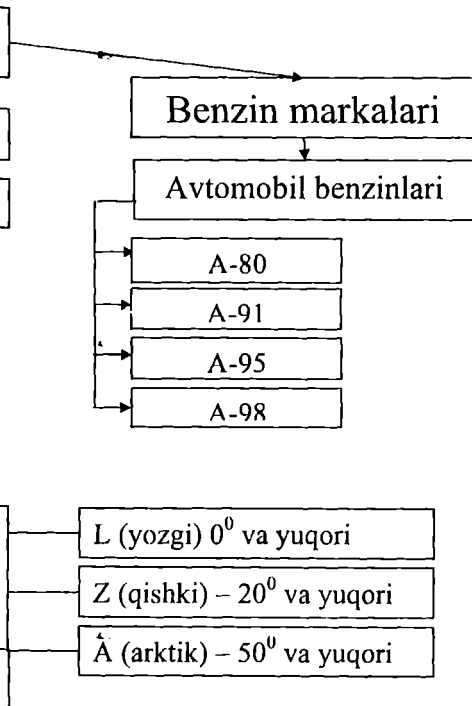 Benzin markalari
Avtomobil benzinlari
A-80
A-91
A-95
A-98
L (yozgi) 0⁰ va yuqori
Z (qishki) – 20⁰ va yuqori
A (arktik) – 50⁰ va yuqori